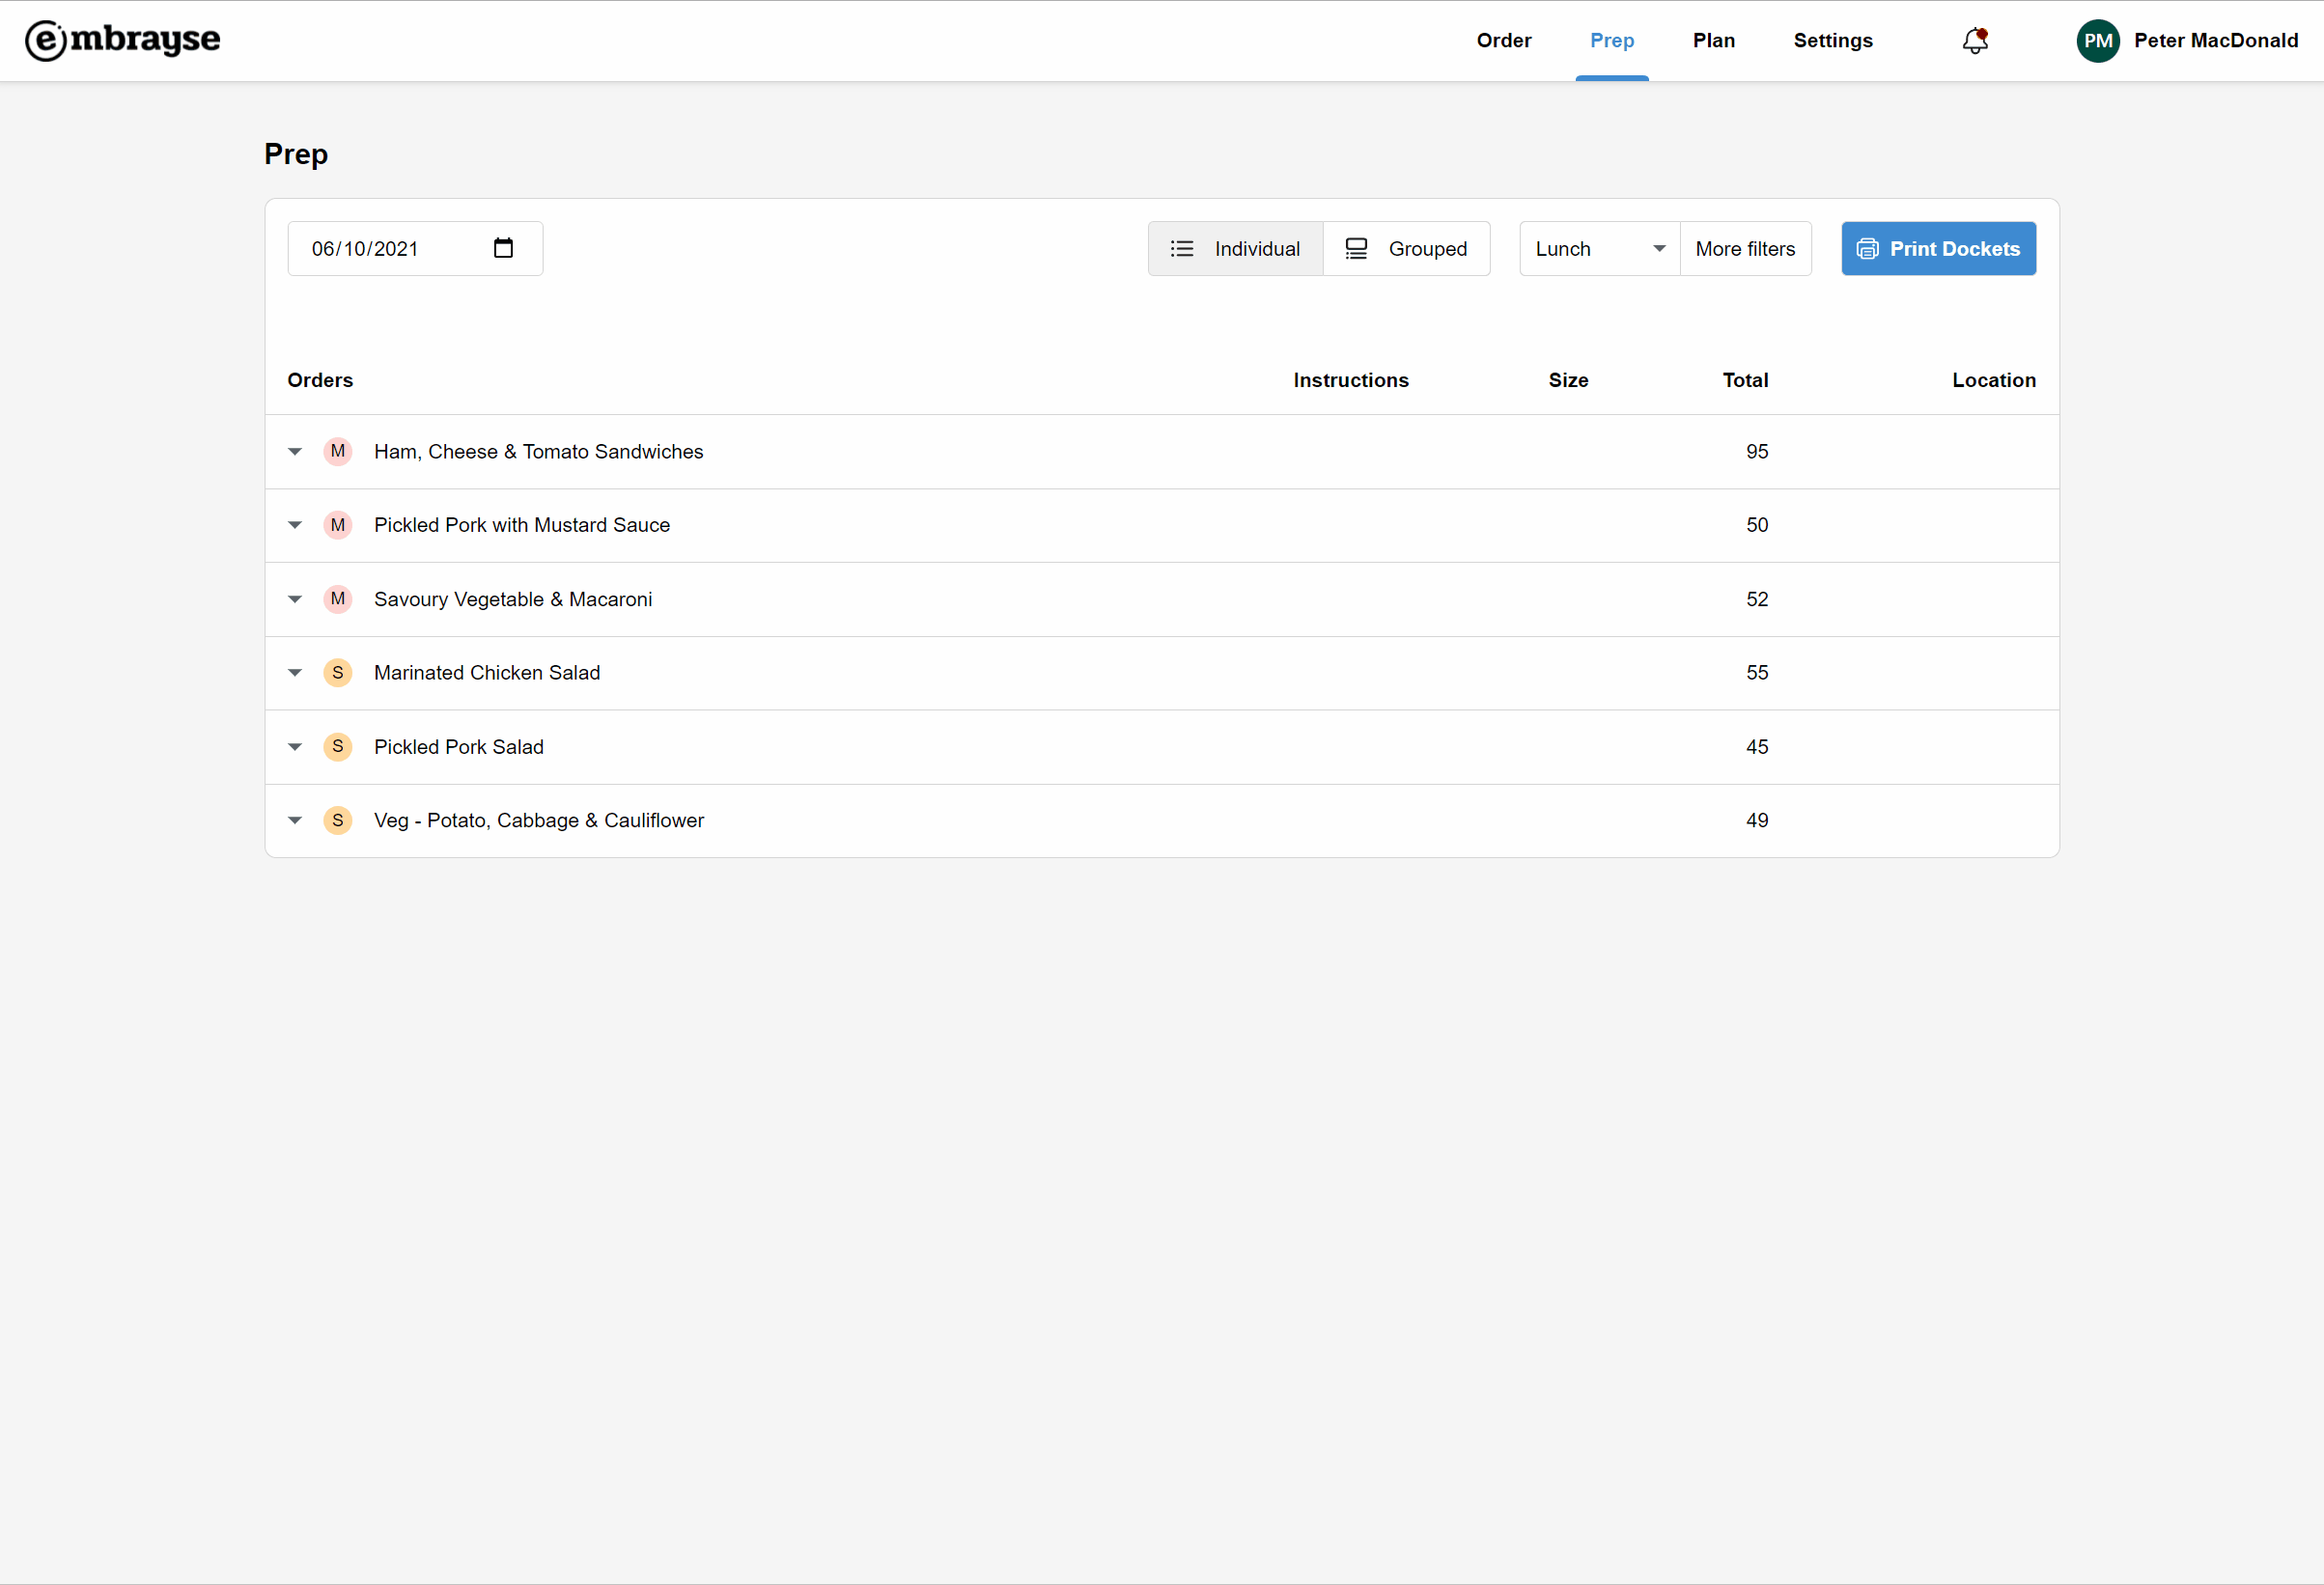 embrayse Order Prep Plan Settings PM Peter MacDonald
Prep
06/10/2021 Individual Grouped Lunch More filters Print Dockets
Orders Instructions Size Total Location
M Ham, Cheese & Tomato Sandwiches 95
M Pickled Pork with Mustard Sauce 50
M Savoury Vegetable & Macaroni 52
S Marinated Chicken Salad 55
S Pickled Pork Salad 45
S Veg - Potato, Cabbage & Cauliflower 49